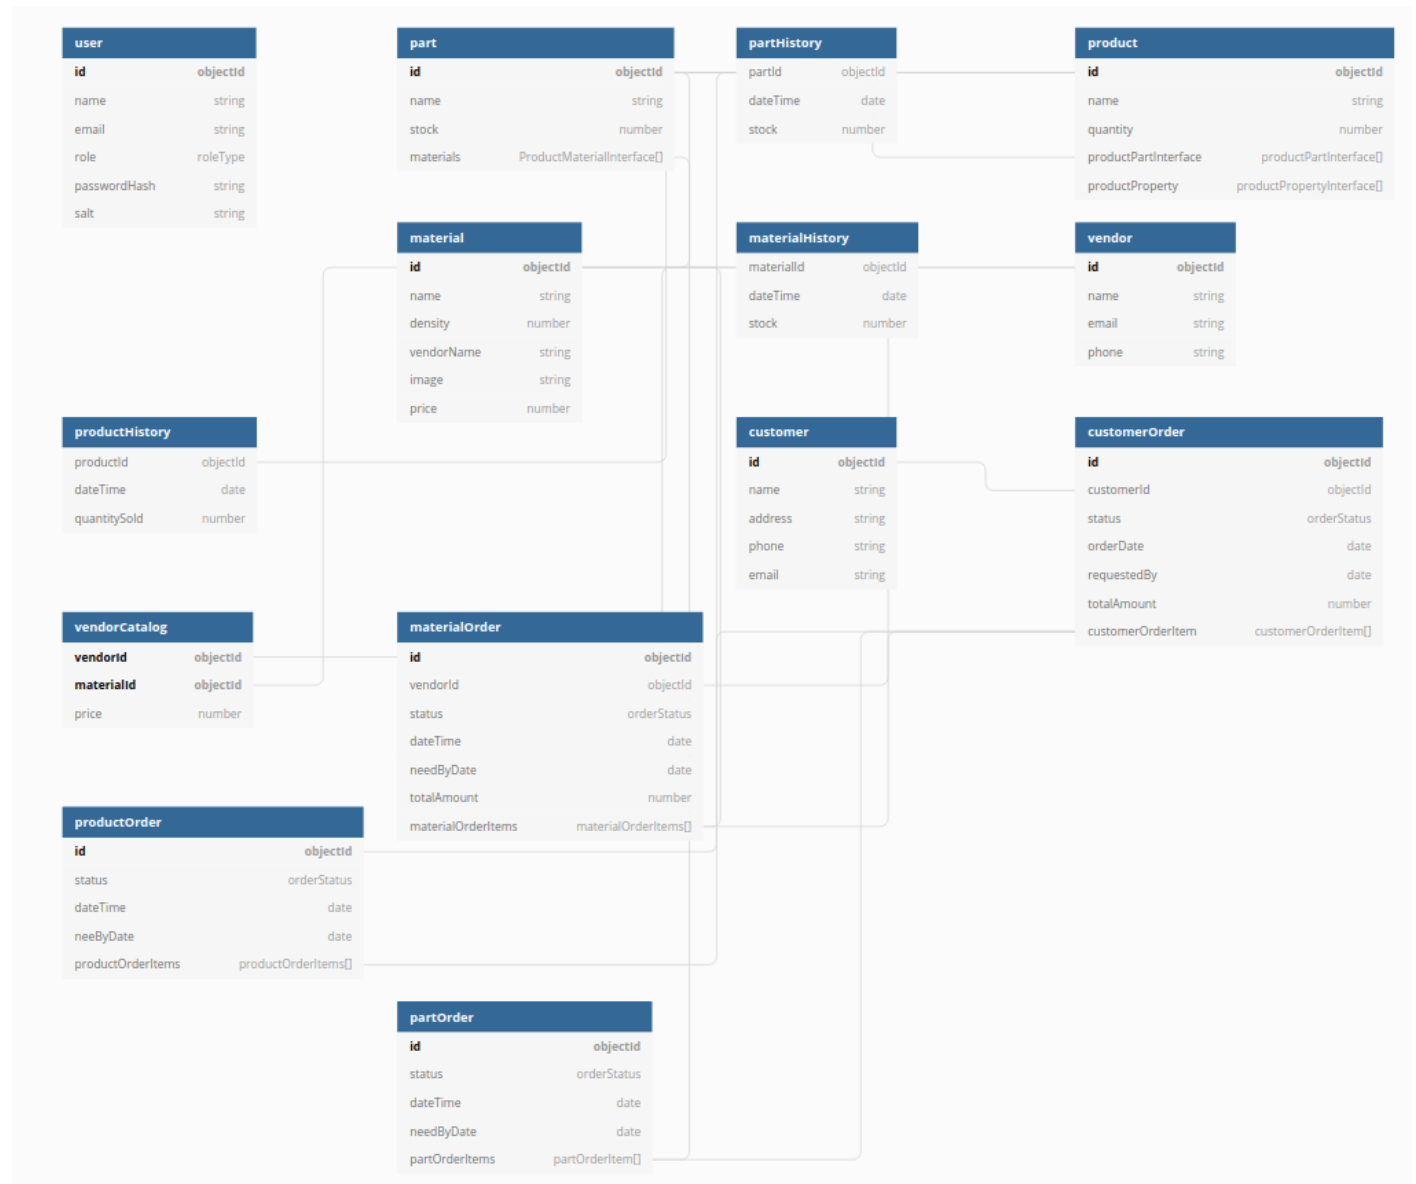 user
id objectId
name string
email string
role roleType
passwordHash string
salt string
part
id objectId
name string
stock number
materials ProductMaterialInterface[]
partHistory
partId objectId
dateTime date
stock number
product
id objectId
name string
quantity number
productPartInterface productPartInterface[]
productProperty productPropertyInterface[]
material
id objectId
name string
density number
vendorName string
image string
price number
materialHistory
materialId objectId
dateTime date
stock number
vendor
id objectId
name string
email string
phone string
productHistory
productId objectId
dateTime date
quantitySold number
customer
id objectId
name string
address string
phone string
email string
customerOrder
id objectId
customerId objectId
status orderStatus
orderDate date
requestedBy date
totalAmount number
customerOrderItem customerOrderItem[]
vendorCatalog
vendorId objectId
materialId objectId
price number
materialOrder
id objectId
vendorId objectId
status orderStatus
dateTime date
needByDate date
totalAmount number
materialOrderItems materialOrderItems[]
productOrder
id objectId
status orderStatus
dateTime date
neeByDate date
productOrderItems productOrderItems[]
partOrder
id objectId
status orderStatus
dateTime date
needByDate date
partOrderItems partOrderItem[]